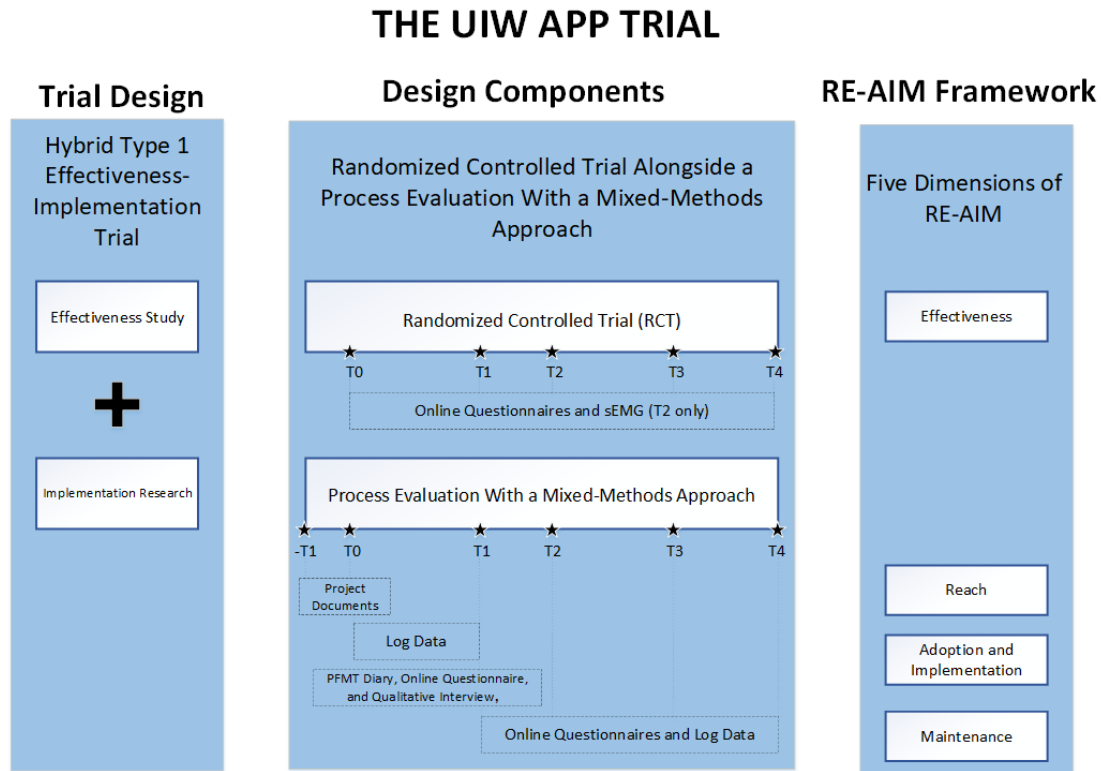 THE UIW APP TRIAL
Trial Design
Hybrid Type 1
Effectiveness-
Implementation
Trial
Effectiveness Study
Implementation Research
Design Components
Randomized Controlled Trial Alongside a
Process Evaluation With a Mixed-Methods
Approach
Randomized Controlled Trial (RCT)
T0 T1 T2 T3 T4
Online Questionnaires and sEMG (T2 only)
Process Evaluation With a Mixed-Methods Approach
-T1 T0 T1 T2 T3 T4
Project
Documents
Log Data
PFMT Diary, Online Questionnaire,
and Qualitative Interview,
Online Questionnaires and Log Data
RE-AIM Framework
Five Dimensions of
RE-AIM
Effectiveness
Reach
Adoption and
Implementation
Maintenance